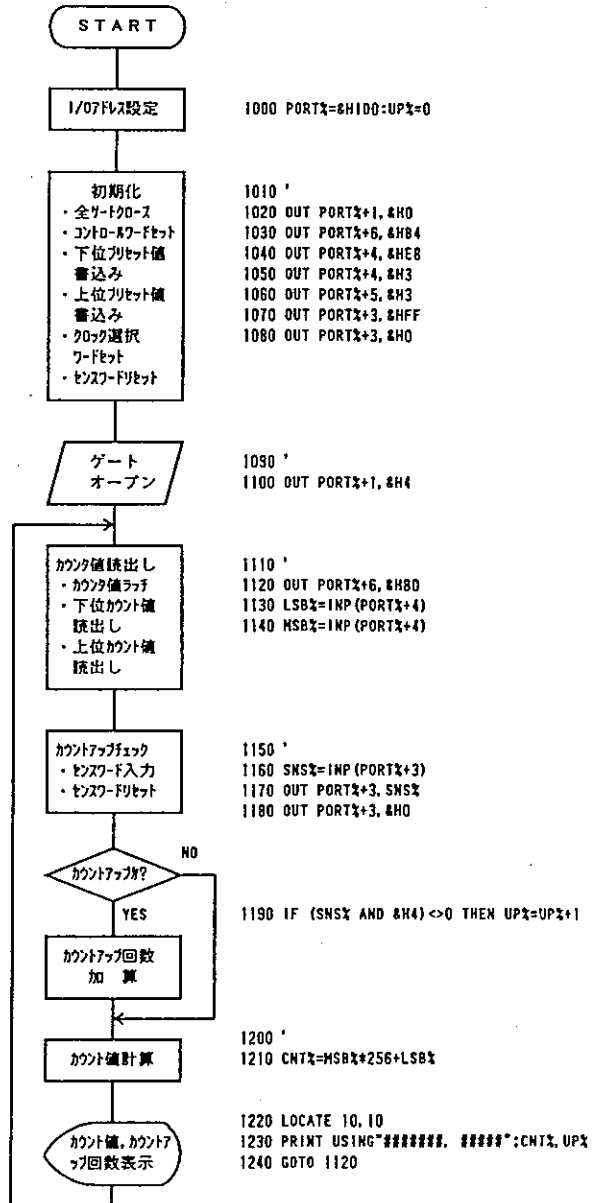 START
I/Oｱﾄﾞﾚｽ設定
1000 PORT%=&H1D0:UP%=0
初期化
・全ｹﾞｰﾄｸﾛｰｽﾞ
・ｺﾝﾄﾛｰﾙﾜｰﾄﾞｾｯﾄ
・下位ﾌﾟﾘｾｯﾄ値
書込み
・上位ﾌﾟﾘｾｯﾄ値
書込み
・ｸﾛｯｸ選択
ﾜｰﾄﾞｾｯﾄ
・ｾﾝｽﾜｰﾄﾞﾘｾｯﾄ
1010 '
1020 OUT PORT%+1, &H0
1030 OUT PORT%+6, &HB4
1040 OUT PORT%+4, &HE8
1050 OUT PORT%+4, &H3
1060 OUT PORT%+5, &H3
1070 OUT PORT%+3, &HFF
1080 OUT PORT%+3, &H0
ゲート
オープン
1090 '
1100 OUT PORT%+1, &H4
ｶｳﾝﾀ値読出し
・ｶｳﾝﾀ値ﾗｯﾁ
・下位ｶｳﾝﾄ値
読出し
・上位ｶｳﾝﾄ値
読出し
1110 '
1120 OUT PORT%+6, &H80
1130 LSB%=INP(PORT%+4)
1140 MSB%=INP(PORT%+4)
ｶｳﾝﾄｱｯﾌﾟﾁｪｯｸ
・ｾﾝｽﾜｰﾄﾞ入力
・ｾﾝｽﾜｰﾄﾞﾘｾｯﾄ
1150 '
1160 SNS%=INP(PORT%+3)
1170 OUT PORT%+3, SNS%
1180 OUT PORT%+3, &H0
NO
ｶｳﾝﾄｱｯﾌﾟか?
YES
1190 IF (SNS% AND &H4)<>0 THEN UP%=UP%+1
ｶｳﾝﾄｱｯﾌﾟ回数
加 算
1200 '
ｶｳﾝﾄ値計算
1210 CNT%=MSB%*256+LSB%
ｶｳﾝﾄ値,ｶｳﾝﾄｱ
ｯﾌﾟ回数表示
1220 LOCATE 10,10
1230 PRINT USING"#######, #####";CNT%,UP%
1240 GOTO 1120